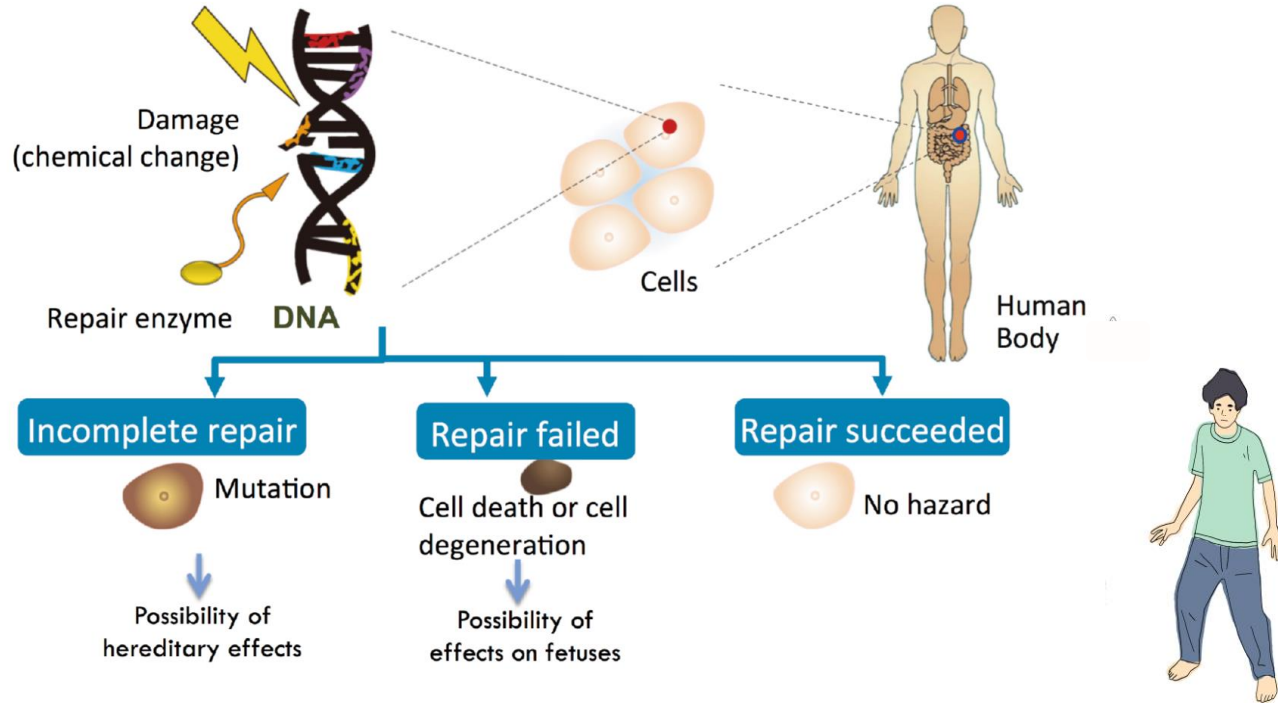 Damage
(chemical change)
Repair enzyme
DNA
Cells
Human
Body
Incomplete repair
Repair failed
Repair succeeded
Mutation
Cell death or cell
degeneration
No hazard
Possibility of
hereditary effects
Possibility of
effects on fetuses